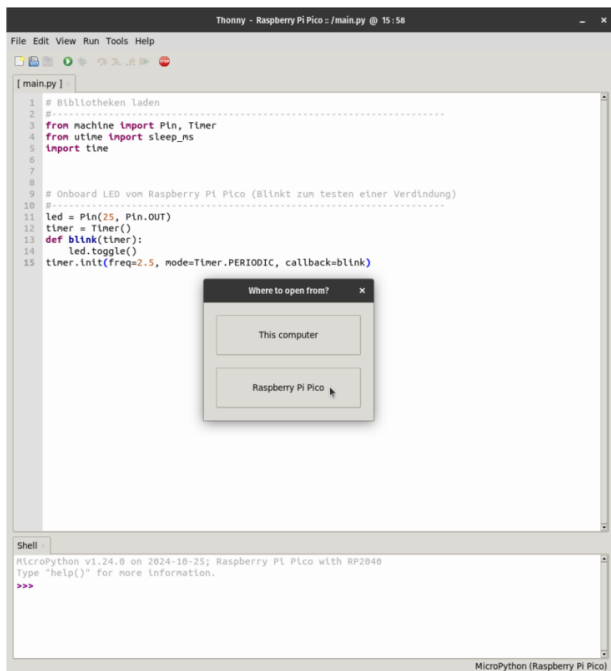 Thonny - Raspberry Pi Pico :: /main.py @ 15 : 58
File Edit View Run Tools Help
[ main.py ]
1 # Bibliotheken laden
2 #----------------------------------------------------------------------
3 from machine import Pin, Timer
4 from utime import sleep_ms
5 import time
6
7
8
9 # Onboard LED vom Raspberry Pi Pico (Blinkt zum testen einer Verdindung)
10 #----------------------------------------------------------------------
11 led = Pin(25, Pin.OUT)
12 timer = Timer()
13 def blink(timer):
14     led.toggle()
15 timer.init(freq=2.5, mode=Timer.PERIODIC, callback=blink)
Where to open from?
This computer
Raspberry Pi Pico
Shell
MicroPython v1.24.0 on 2024-10-25; Raspberry Pi Pico with RP2040
Type "help()" for more information.
>>>
MicroPython (Raspberry Pi Pico)